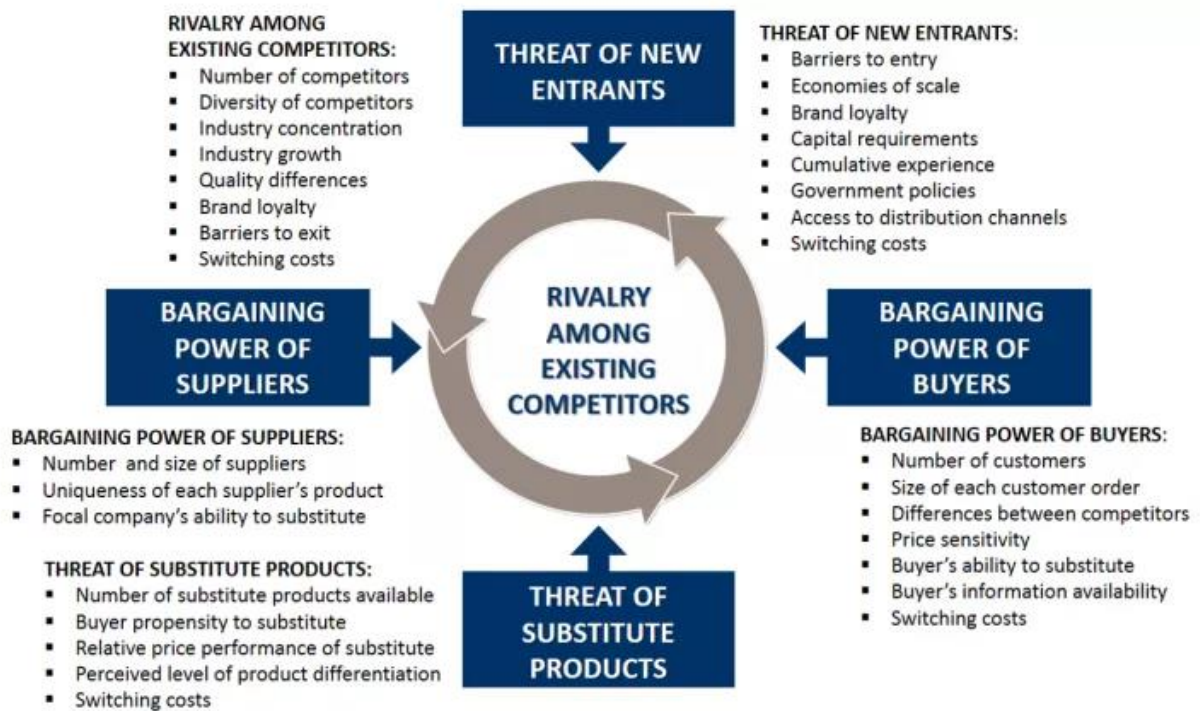 RIVALRY AMONG
EXISTING COMPETITORS:
▪ Number of competitors
▪ Diversity of competitors
▪ Industry concentration
▪ Industry growth
▪ Quality differences
▪ Brand loyalty
▪ Barriers to exit
▪ Switching costs
THREAT OF NEW
ENTRANTS
THREAT OF NEW ENTRANTS:
▪ Barriers to entry
▪ Economies of scale
▪ Brand loyalty
▪ Capital requirements
▪ Cumulative experience
▪ Government policies
▪ Access to distribution channels
▪ Switching costs
BARGAINING
POWER OF
SUPPLIERS
RIVALRY
AMONG
EXISTING
COMPETITORS
BARGAINING
POWER OF
BUYERS
BARGAINING POWER OF SUPPLIERS:
▪ Number and size of suppliers
▪ Uniqueness of each supplier’s product
▪ Focal company’s ability to substitute
BARGAINING POWER OF BUYERS:
▪ Number of customers
▪ Size of each customer order
▪ Differences between competitors
▪ Price sensitivity
▪ Buyer’s ability to substitute
▪ Buyer’s information availability
▪ Switching costs
THREAT OF SUBSTITUTE PRODUCTS:
▪ Number of substitute products available
▪ Buyer propensity to substitute
▪ Relative price performance of substitute
▪ Perceived level of product differentiation
▪ Switching costs
THREAT OF
SUBSTITUTE
PRODUCTS